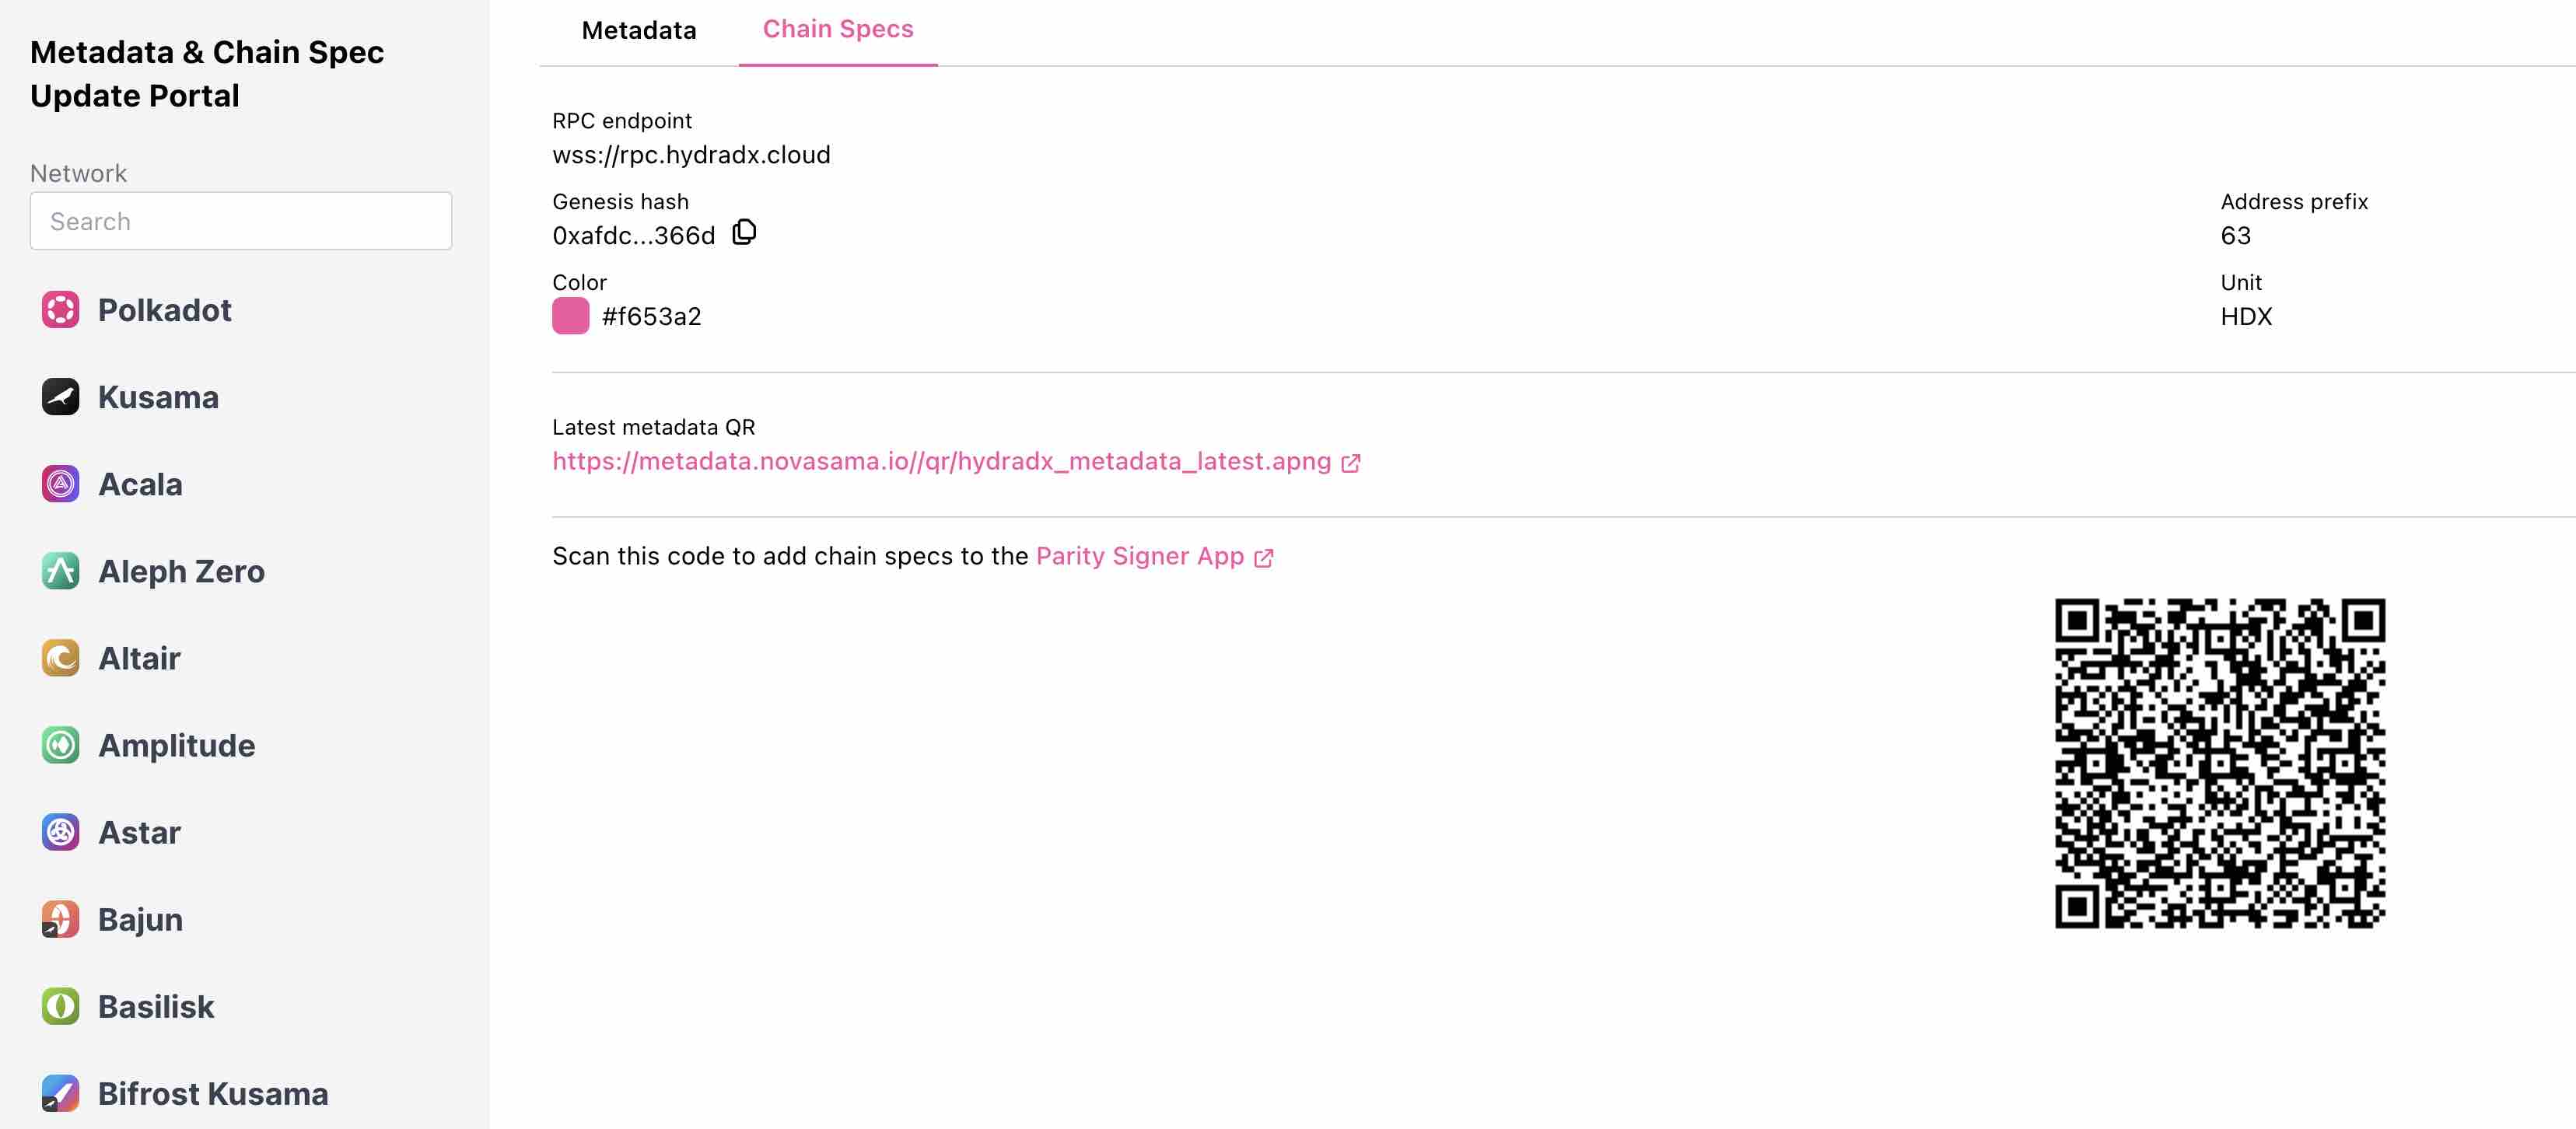 Metadata & Chain Spec
Update Portal
Network
Search
Polkadot
Kusama
Acala
Aleph Zero
Altair
Amplitude
Astar
Bajun
Basilisk
Bifrost Kusama
Metadata
Chain Specs
RPC endpoint
wss://rpc.hydradx.cloud
Genesis hash
0xafdc...366d
Address prefix
63
Color
#f653a2
Unit
HDX
Latest metadata QR
https://metadata.novasama.io//qr/hydradx_metadata_latest.apng
Scan this code to add chain specs to the Parity Signer App